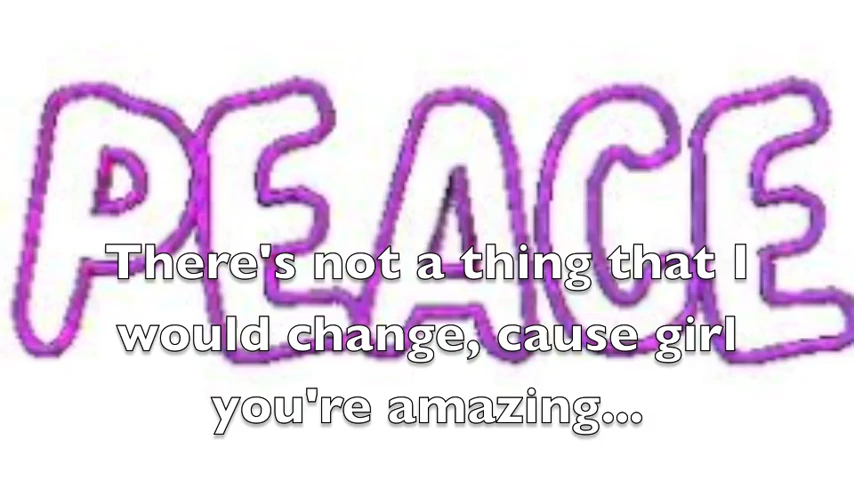 PEACE
There's not a thing that I
would change, cause girl
you're amazing...